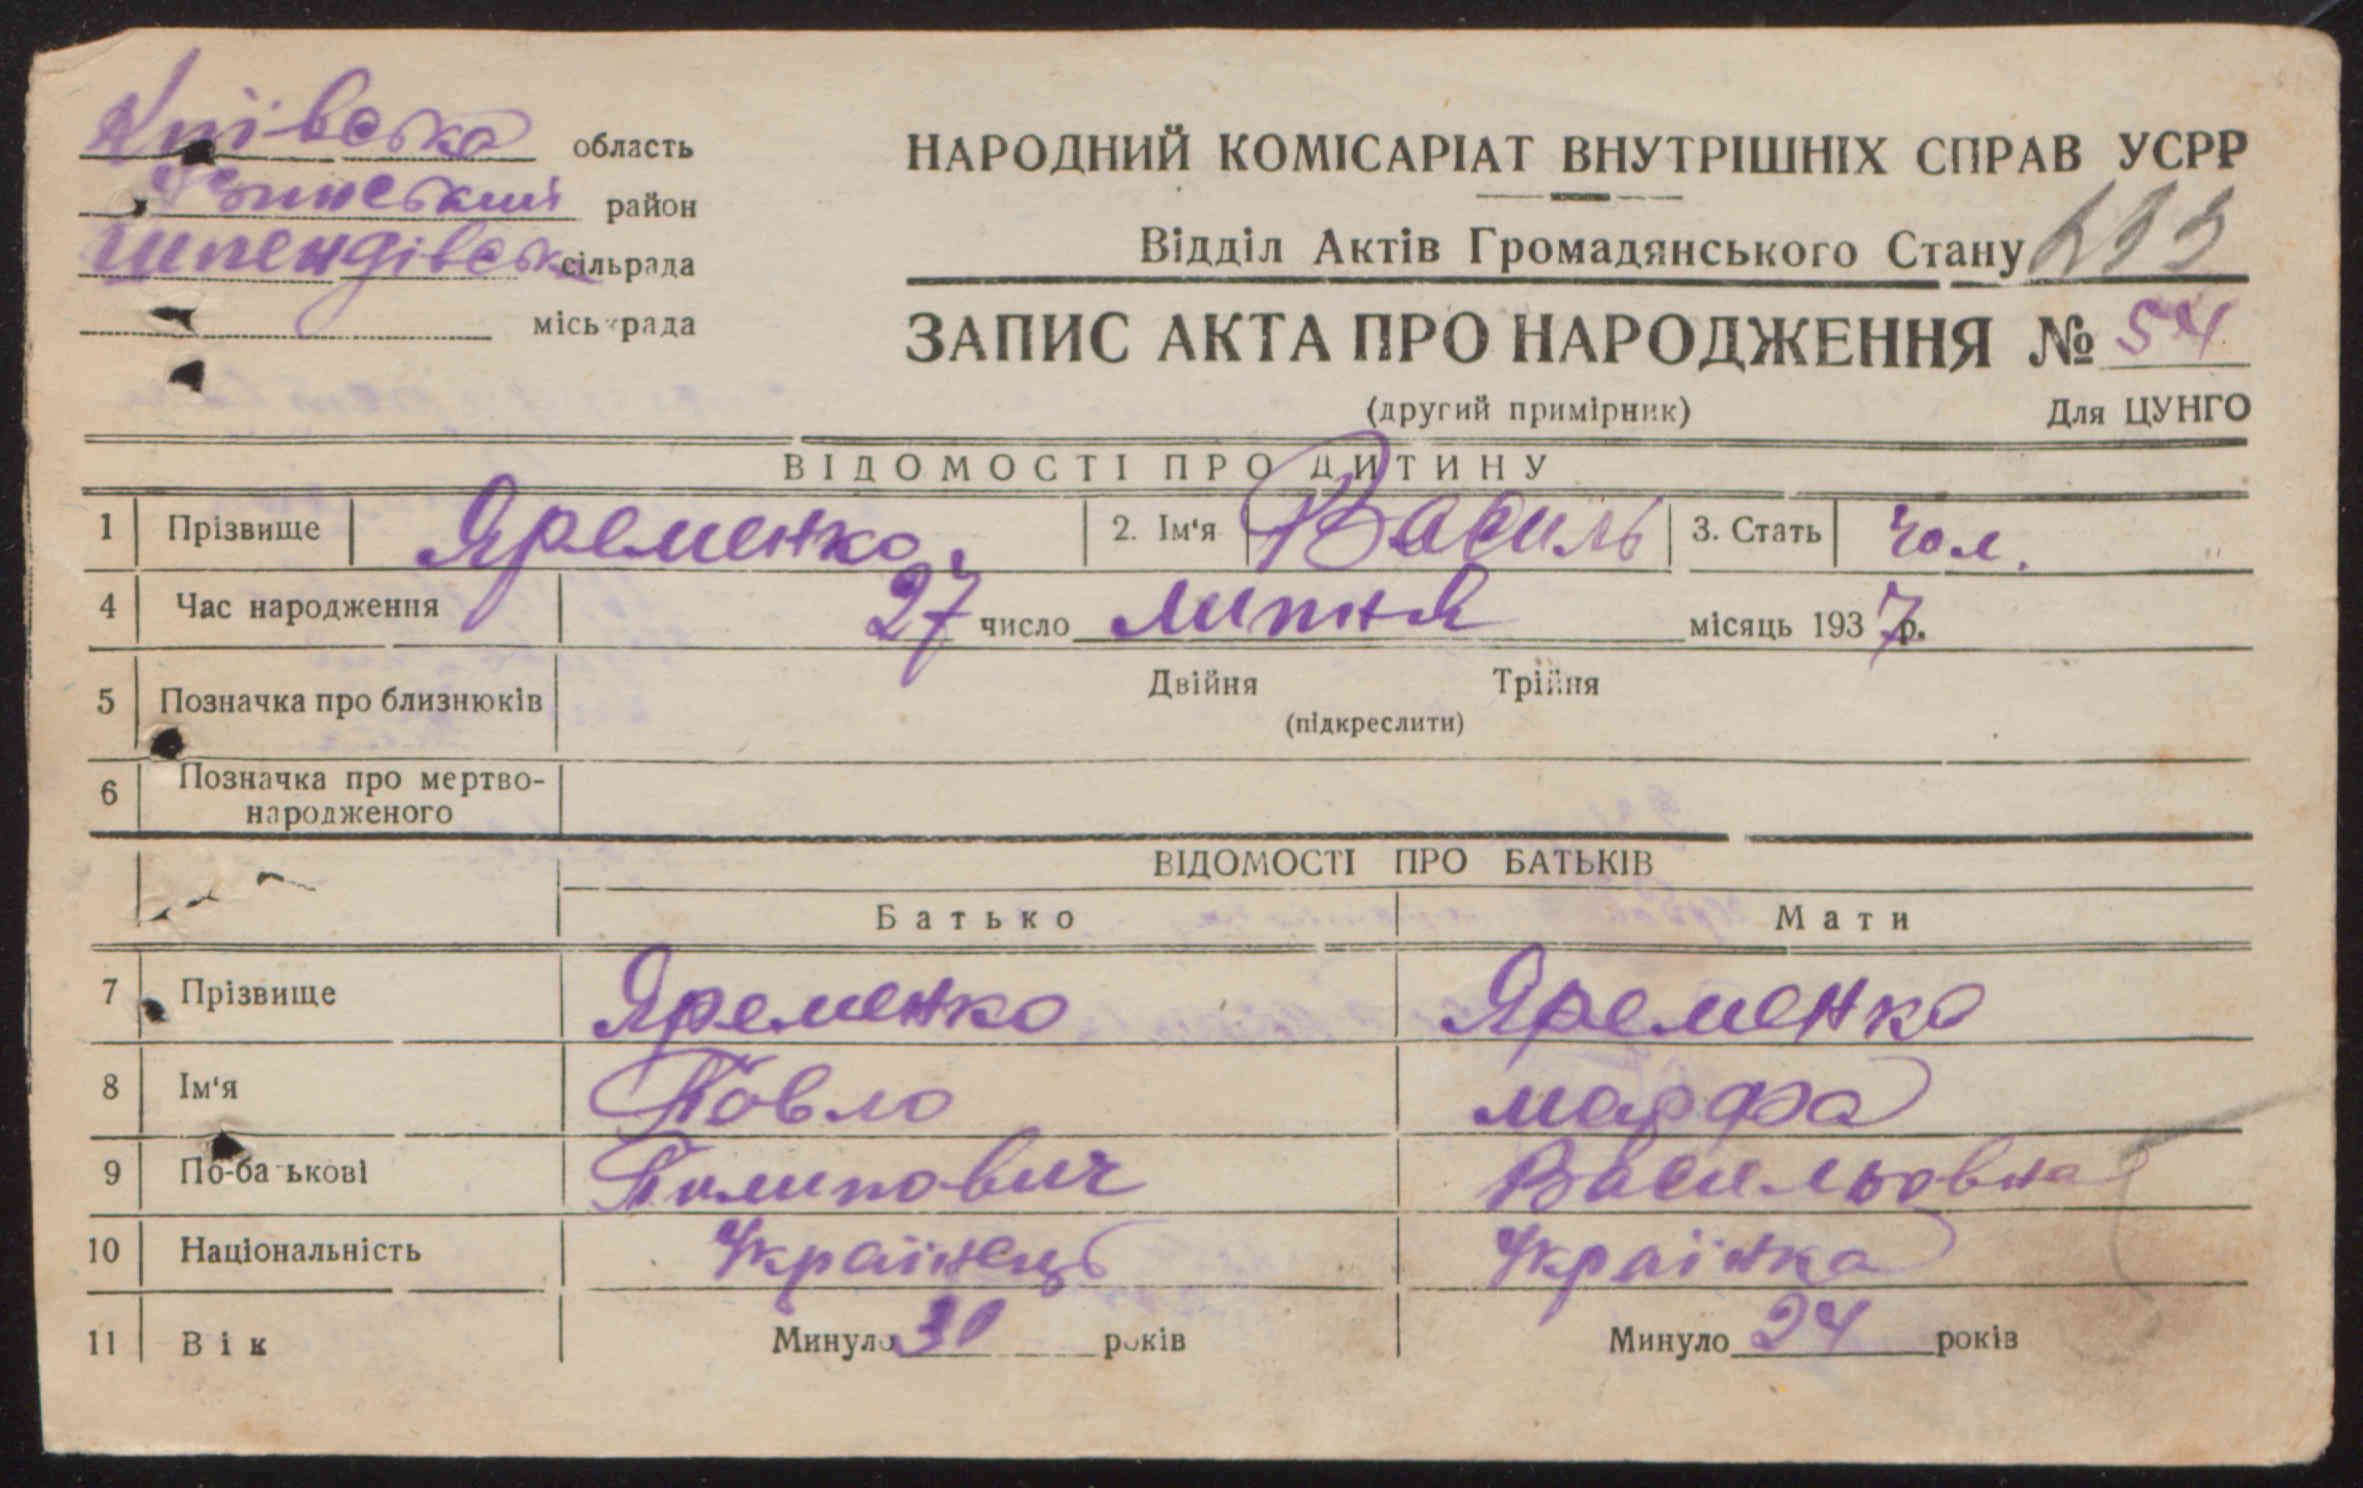 Київська область
район
Шпендівська сільрада
міськрада
НАРОДНИЙ КОМІСАРІАТ ВНУТРІШНІХ СПРАВ УСРР
Відділ Актів Громадянського Стану
ЗАПИС АКТА ПРО НАРОДЖЕННЯ № 54
(другий примірник) Для ЦУНГО
ВІДОМОСТІ ПРО ДИТИНУ
1 Прізвище Яременко 2. Ім'я Василь 3. Стать чол.
4 Час народження 27 число липня місяць 1937 р.
5 Позначка про близнюків Двійня Трійня
(підкреслити)
6 Позначка про мертво-
народженого
ВІДОМОСТІ ПРО БАТЬКІВ
Батько Мати
7 Прізвище Яременко Яременко
8 Ім'я Павло Марфа
9 По-батькові Пилипович Васильовна
10 Національність Українець Українка
11 Вік Минуло 30 років Минуло 24 років